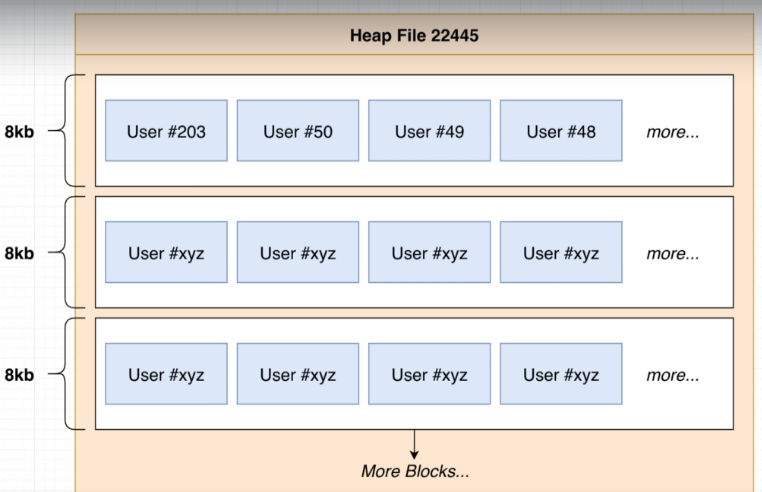 Heap File 22445
8kb
User #203 User #50 User #49 User #48 more...
8kb
User #xyz User #xyz User #xyz User #xyz more...
8kb
User #xyz User #xyz User #xyz User #xyz more...
More Blocks...